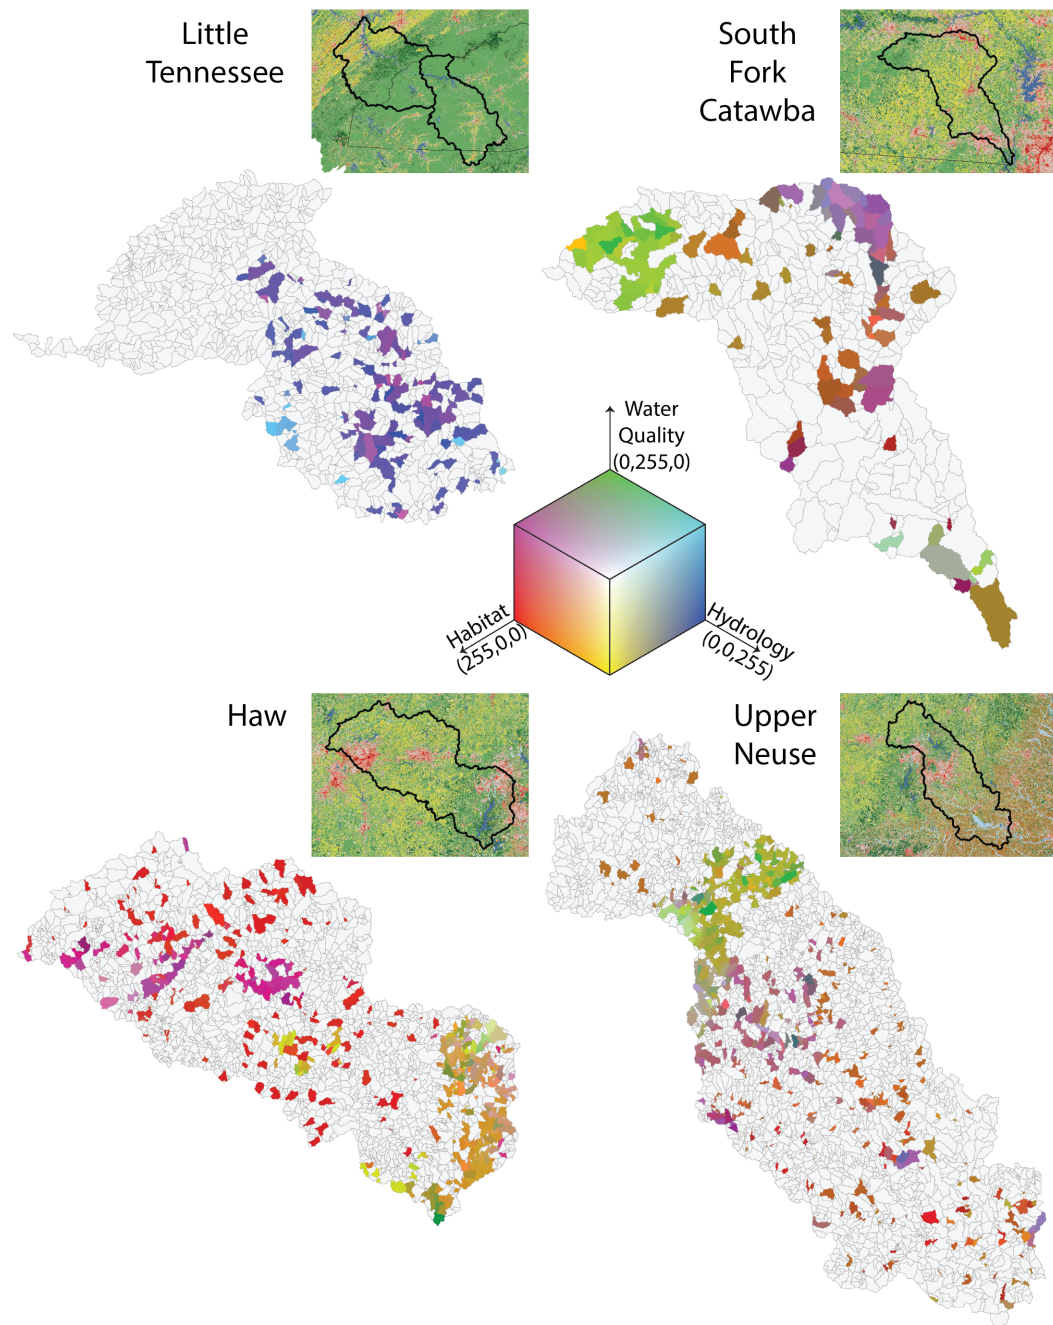 Little
Tennessee
South
Fork
Catawba
Water
Quality
(0,255,0)
Habitat
(255,0,0)
Hydrology
(0,0,255)
Haw
Upper
Neuse